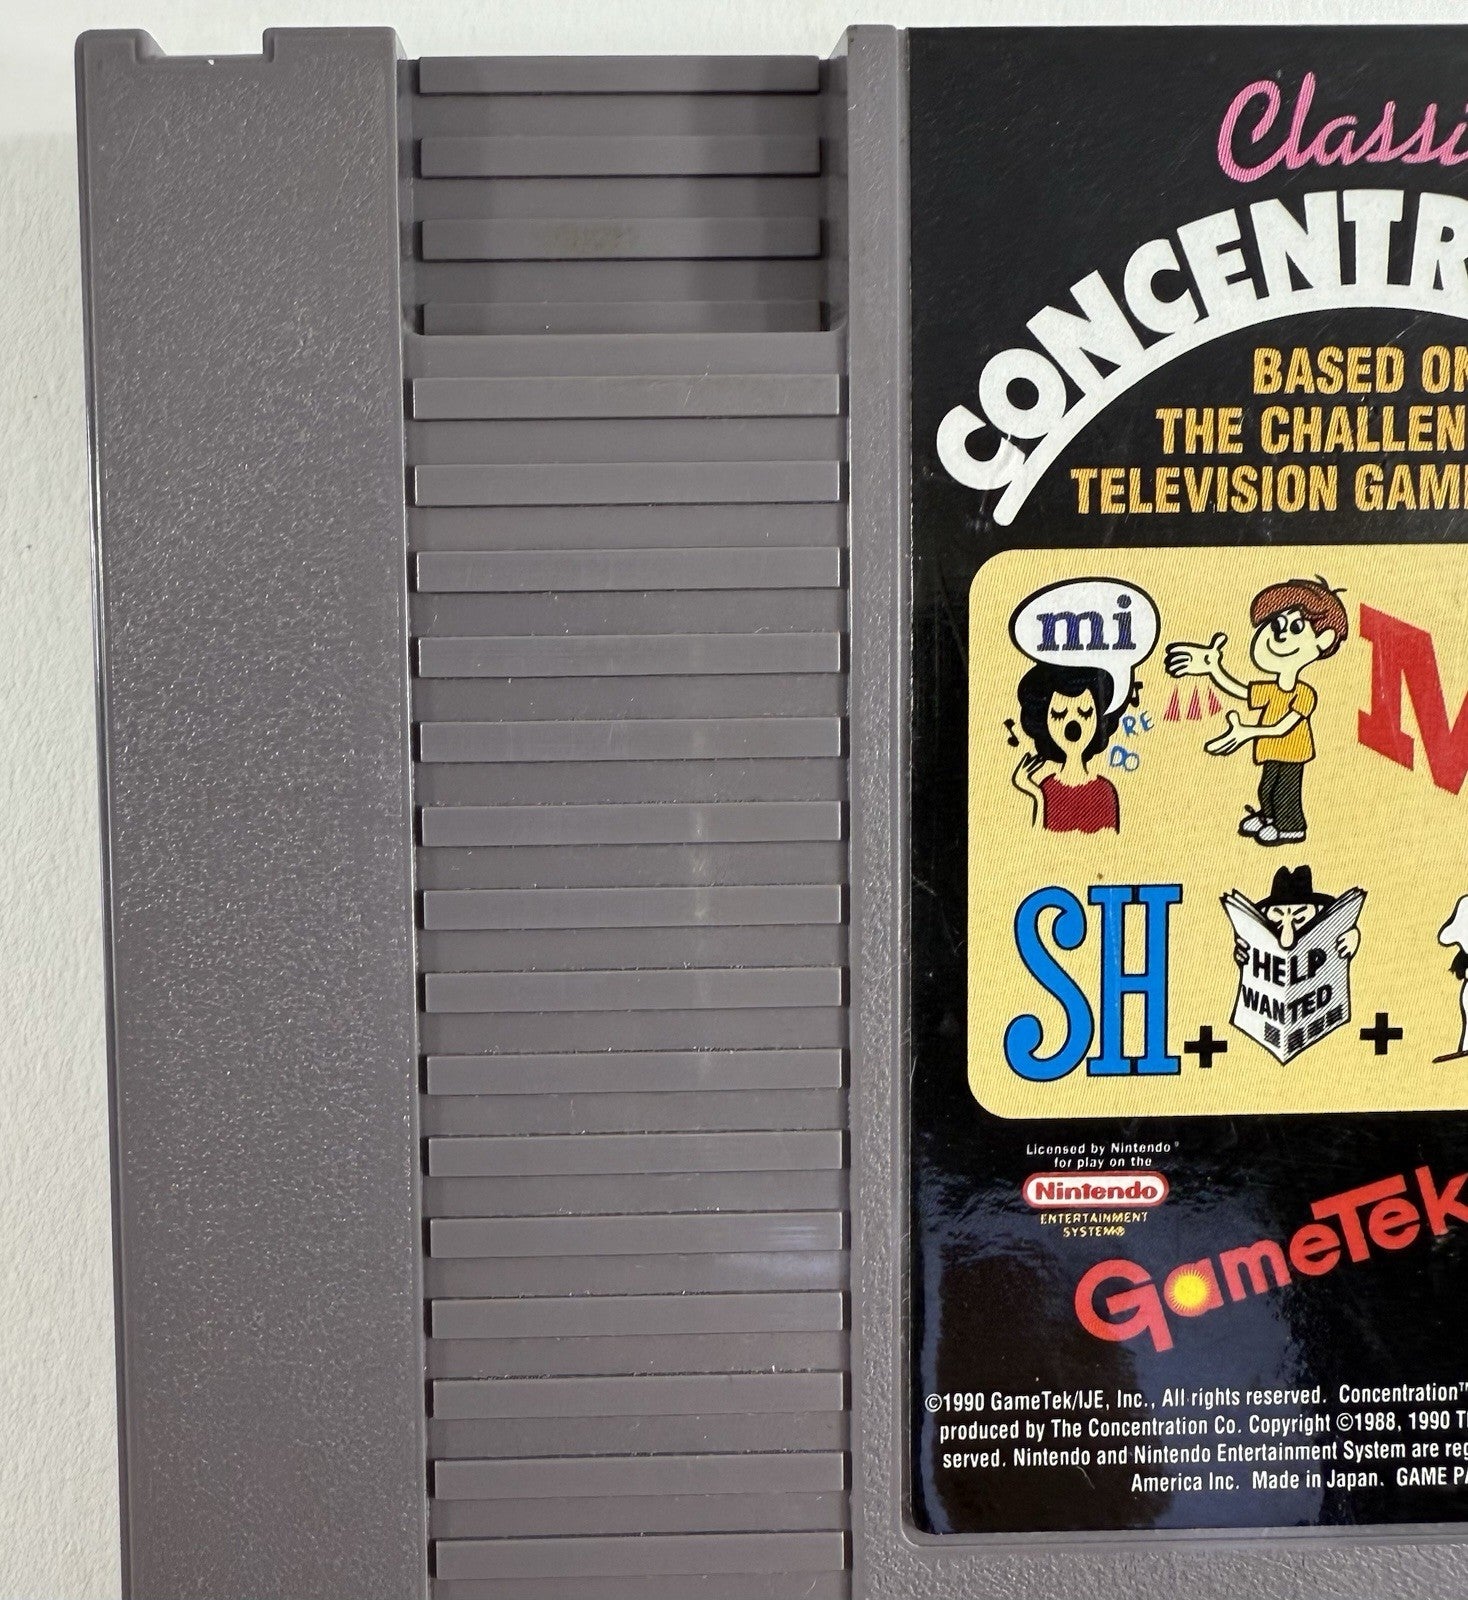 Classi
CONCENTR
BASED ON
THE CHALLEN
TELEVISION GAM
mi
RE
DO
M
SH + HELP WANTED +
Licensed by Nintendo®
for play on the
Nintendo
ENTERTAINMENT
SYSTEM®
GameTek
©1990 GameTek/IJE, Inc., All rights reserved. Concentration™
produced by The Concentration Co. Copyright ©1988, 1990 T
served. Nintendo and Nintendo Entertainment System are reg
America Inc. Made in Japan. GAME PA